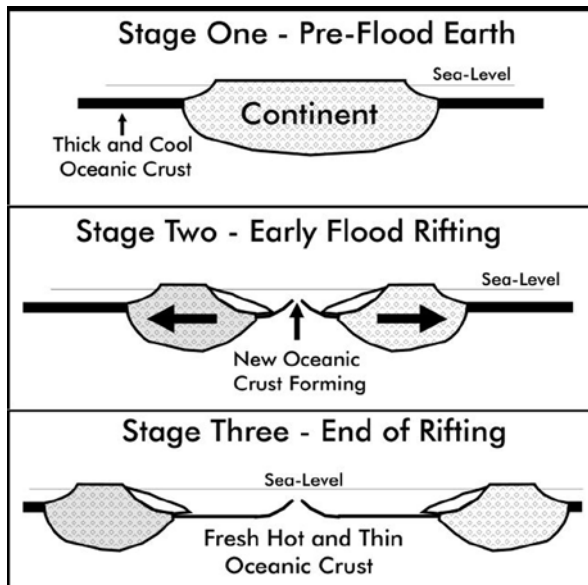 Stage One - Pre-Flood Earth
Sea-Level
Continent
Thick and Cool
Oceanic Crust
Stage Two - Early Flood Rifting
Sea-Level
New Oceanic
Crust Forming
Stage Three - End of Rifting
Sea-Level
Fresh Hot and Thin
Oceanic Crust